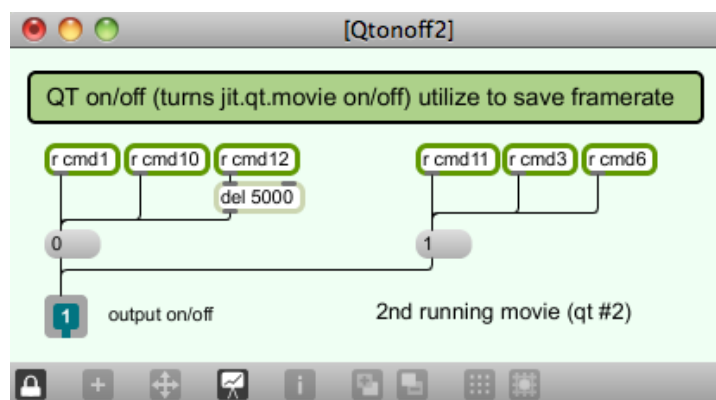 [Qtonoff2]
QT on/off (turns jit.qt.movie on/off) utilize to save framerate
r cmd1 r cmd10 r cmd12 r cmd11 r cmd3 r cmd6
del 5000
0 1
1 output on/off 2nd running movie (qt #2)